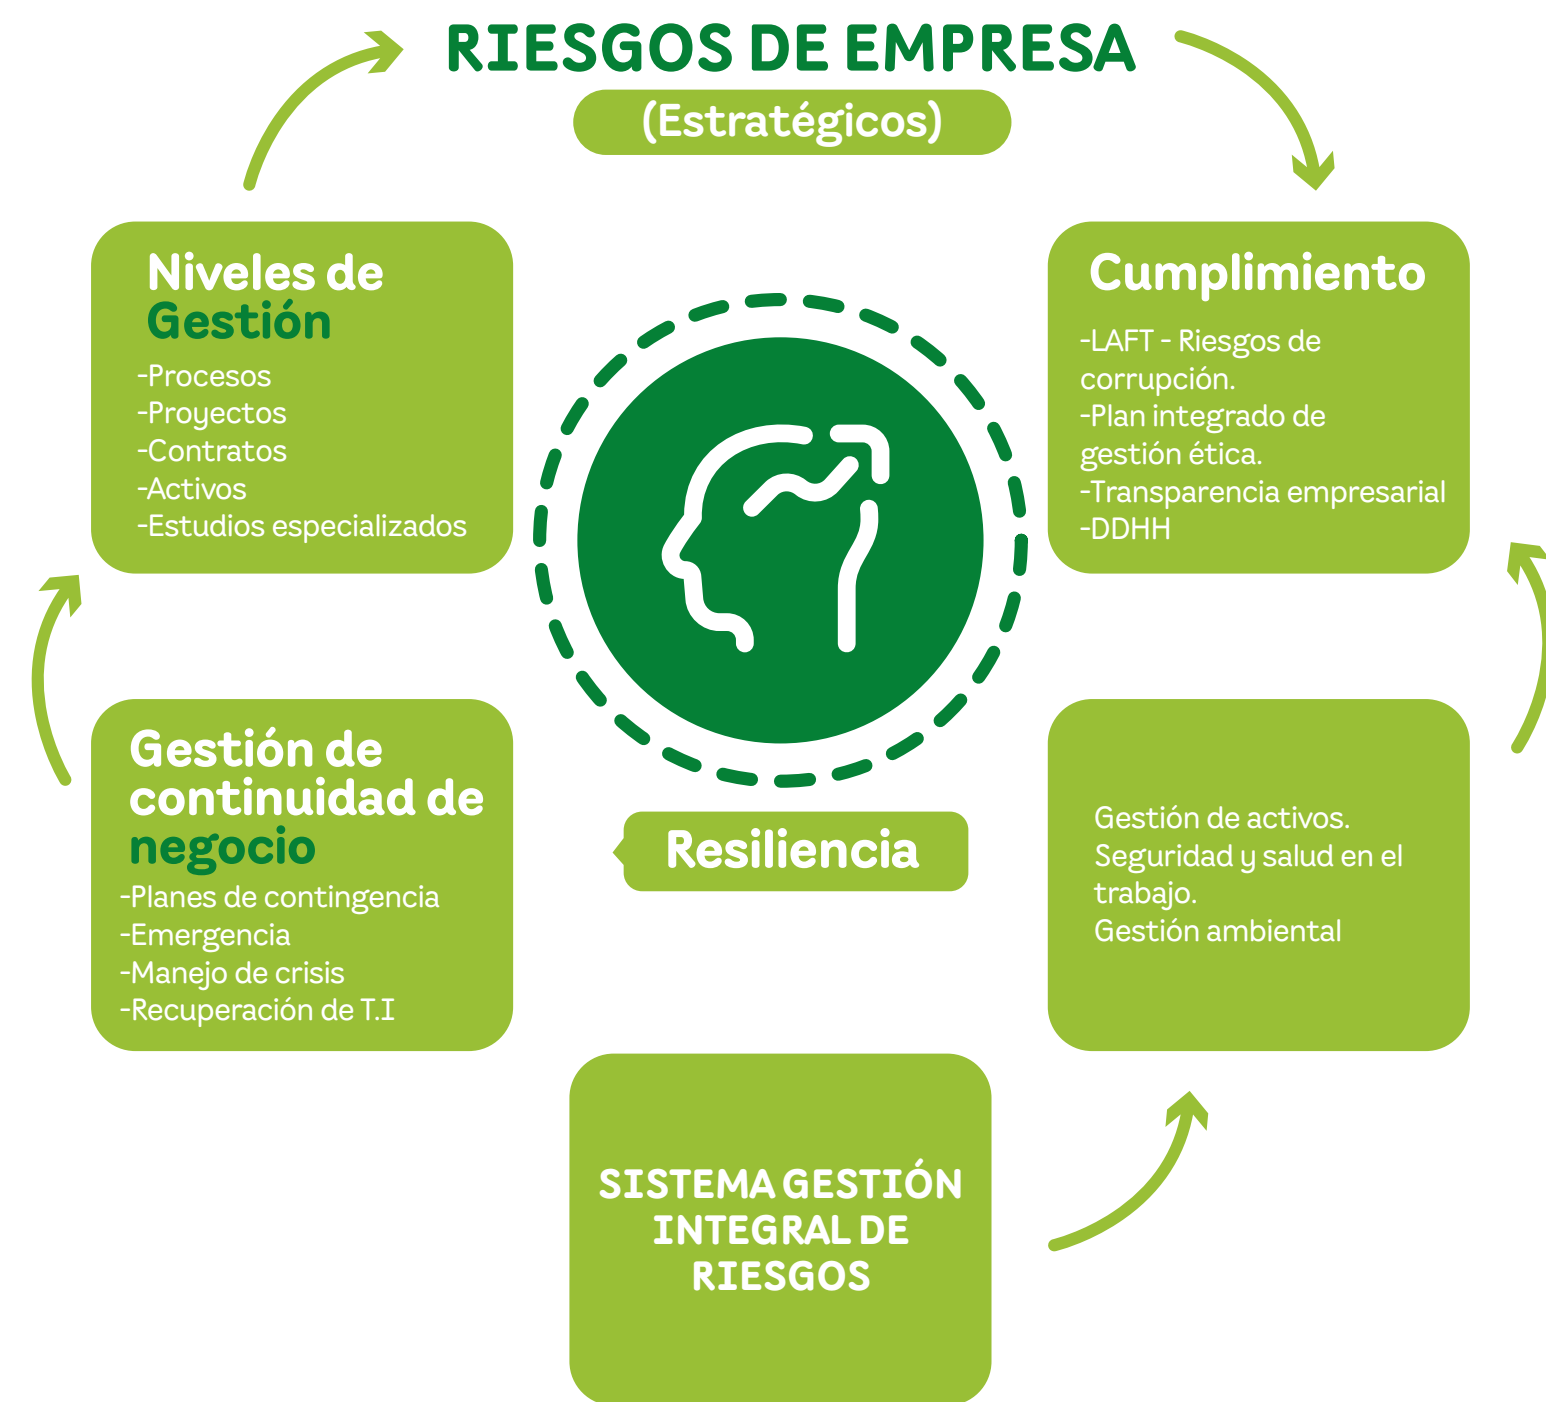 RIESGOS DE EMPRESA
(Estratégicos)
Niveles de
Gestión
-Procesos
-Proyectos
-Contratos
-Activos
-Estudios especializados
Cumplimiento
-LAFT - Riesgos de
corrupción.
-Plan integrado de
gestión ética.
-Transparencia empresarial
-DDHH
Gestión de
continuidad de
negocio
-Planes de contingencia
-Emergencia
-Manejo de crisis
-Recuperación de T.I
Resiliencia
Gestión de activos.
Seguridad y salud en el
trabajo.
Gestión ambiental
SISTEMA GESTIÓN
INTEGRAL DE
RIESGOS